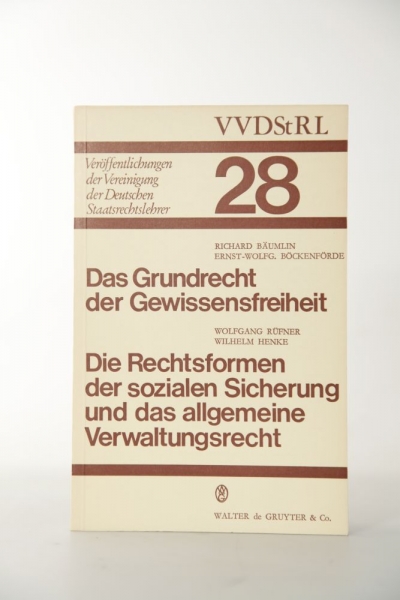 VVDStRL
Veröffentlichungen
der Vereinigung
der Deutschen
Staatsrechtslehrer
28
RICHARD BÄUMLIN
ERNST-WOLFG. BÖCKENFÖRDE
Das Grundrecht
der Gewissensfreiheit
WOLFGANG RÜFNER
WILHELM HENKE
Die Rechtsformen
der sozialen Sicherung
und das allgemeine
Verwaltungsrecht
WALTER de GRUYTER & Co.